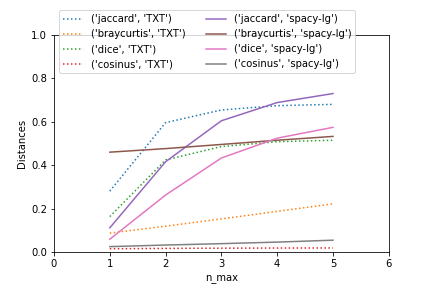 ('jaccard', 'TXT') ('jaccard', 'spacy-lg')
('braycurtis', 'TXT') ('braycurtis', 'spacy-lg')
('dice', 'TXT') ('dice', 'spacy-lg')
('cosinus', 'TXT') ('cosinus', 'spacy-lg')
1.0
0.8
0.6
0.4
0.2
0.0
Distances
0 1 2 3 4 5 6
n_max